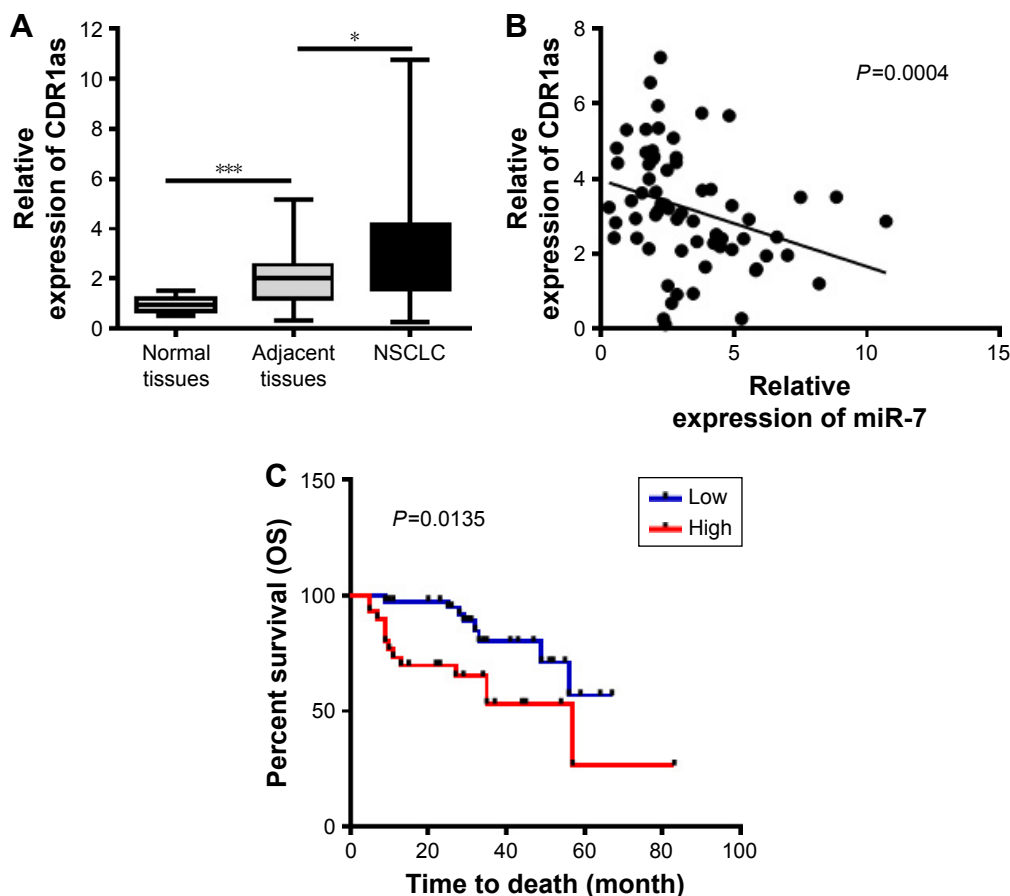 A
Relative
expression of CDR1as
12
10
8
6
4
2
0
***
*
Normal
tissues
Adjacent
tissues
NSCLC
B
Relative
expression of CDR1as
8
6
4
2
0
P=0.0004
0
5
10
15
Relative
expression of miR-7
C
Percent survival (OS)
150
100
50
0
P=0.0135
Low
High
0
20
40
60
80
100
Time to death (month)